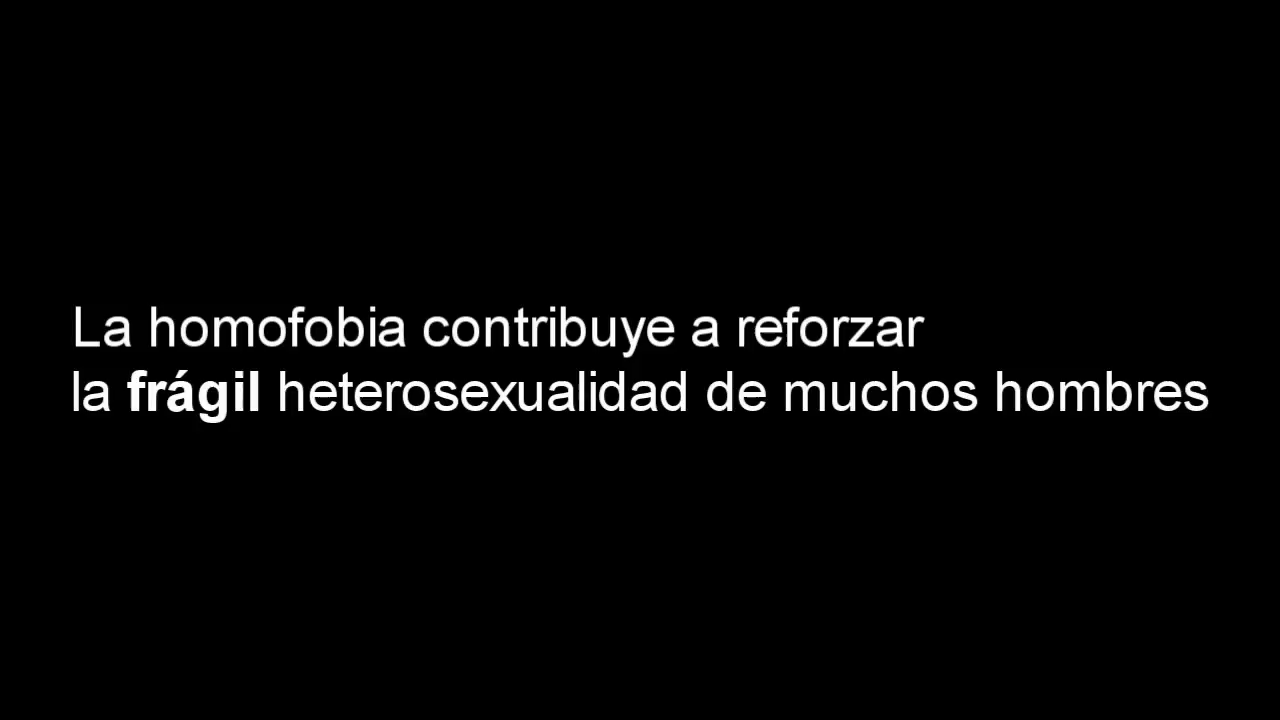 La homofobia contribuye a reforzar
la frágil heterosexualidad de muchos hombres